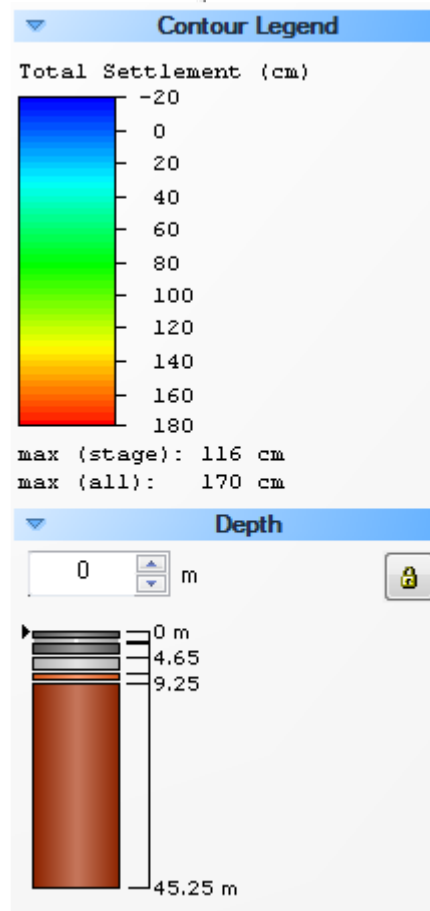 Contour Legend
Total Settlement (cm)
-20
0
20
40
60
80
100
120
140
160
180
max (stage): 116 cm
max (all): 170 cm
Depth
0 m
0 m
4.65
9.25
45.25 m